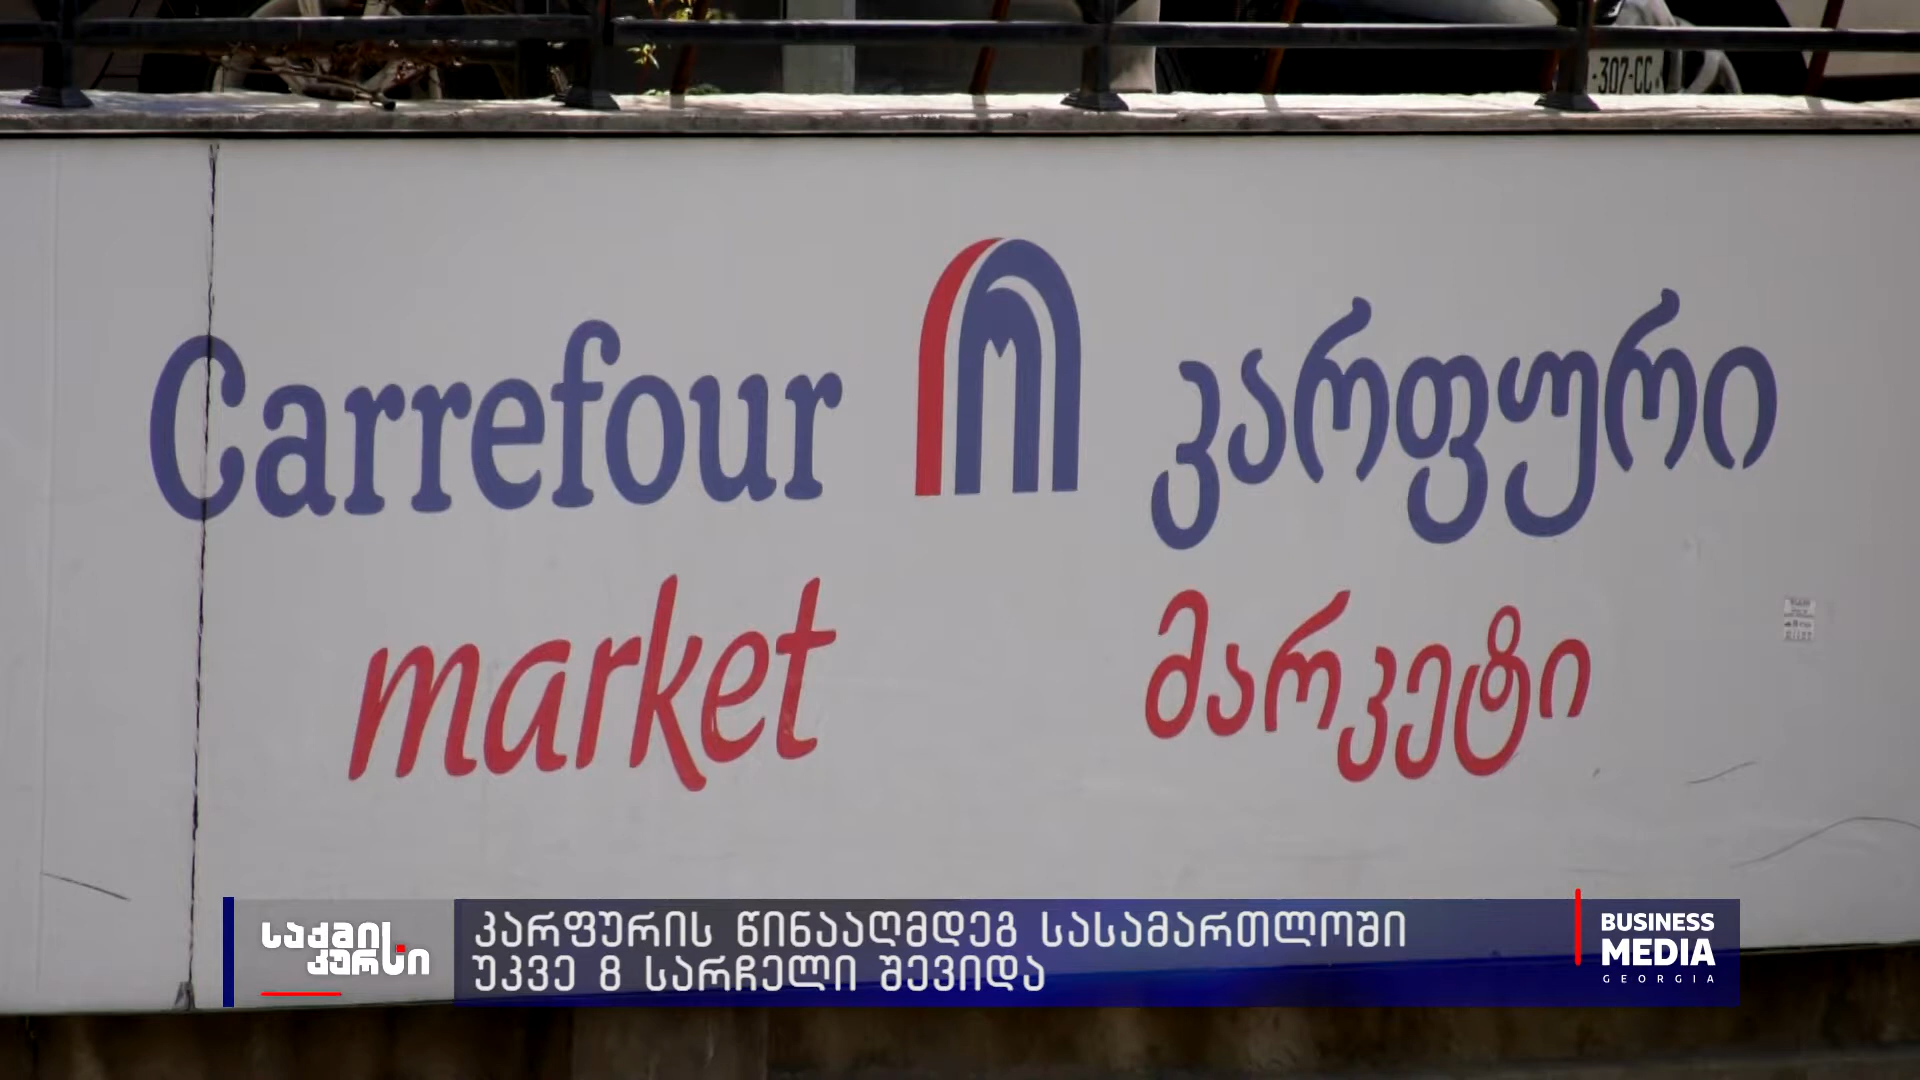 -307-CC
Carrefour კარფური
market მარკეტი
საქმის კურსი
კარფურის წინააღმდეგ სასამართლოში
უკვე 8 სარჩელი შევიდა
BUSINESS
MEDIA
GEORGIA